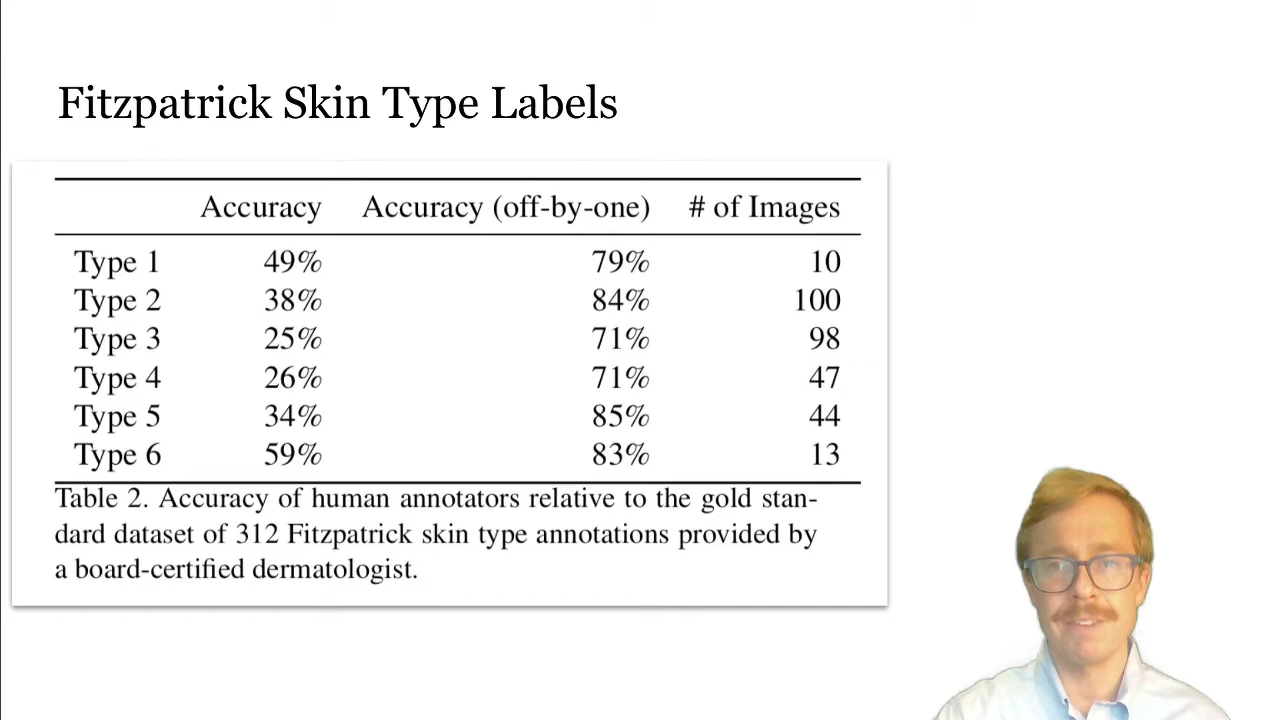 Fitzpatrick Skin Type Labels
Accuracy Accuracy (off-by-one) # of Images
Type 1 49% 79% 10
Type 2 38% 84% 100
Type 3 25% 71% 98
Type 4 26% 71% 47
Type 5 34% 85% 44
Type 6 59% 83% 13
Table 2. Accuracy of human annotators relative to the gold stan-
dard dataset of 312 Fitzpatrick skin type annotations provided by
a board-certified dermatologist.